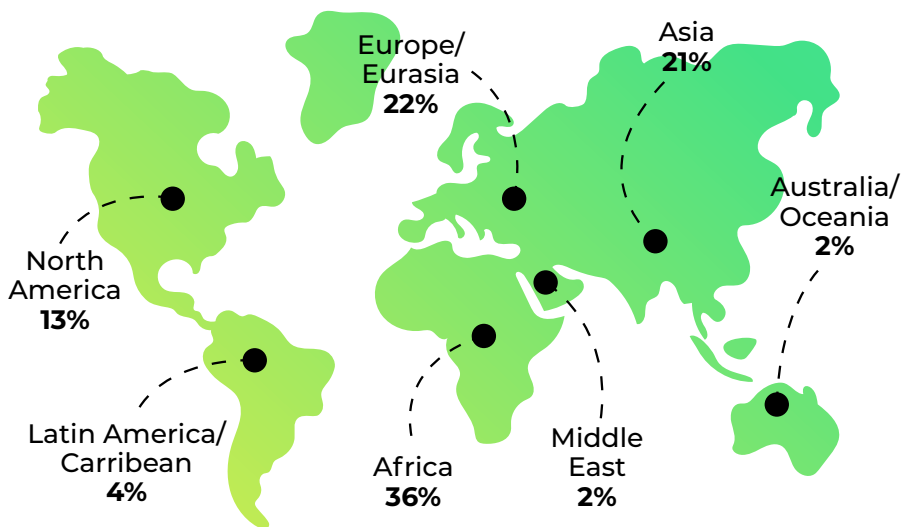 Europe/
Eurasia
22%
Asia
21%
Australia/
Oceania
2%
North
America
13%
Latin America/
Carribean
4%
Africa
36%
Middle
East
2%